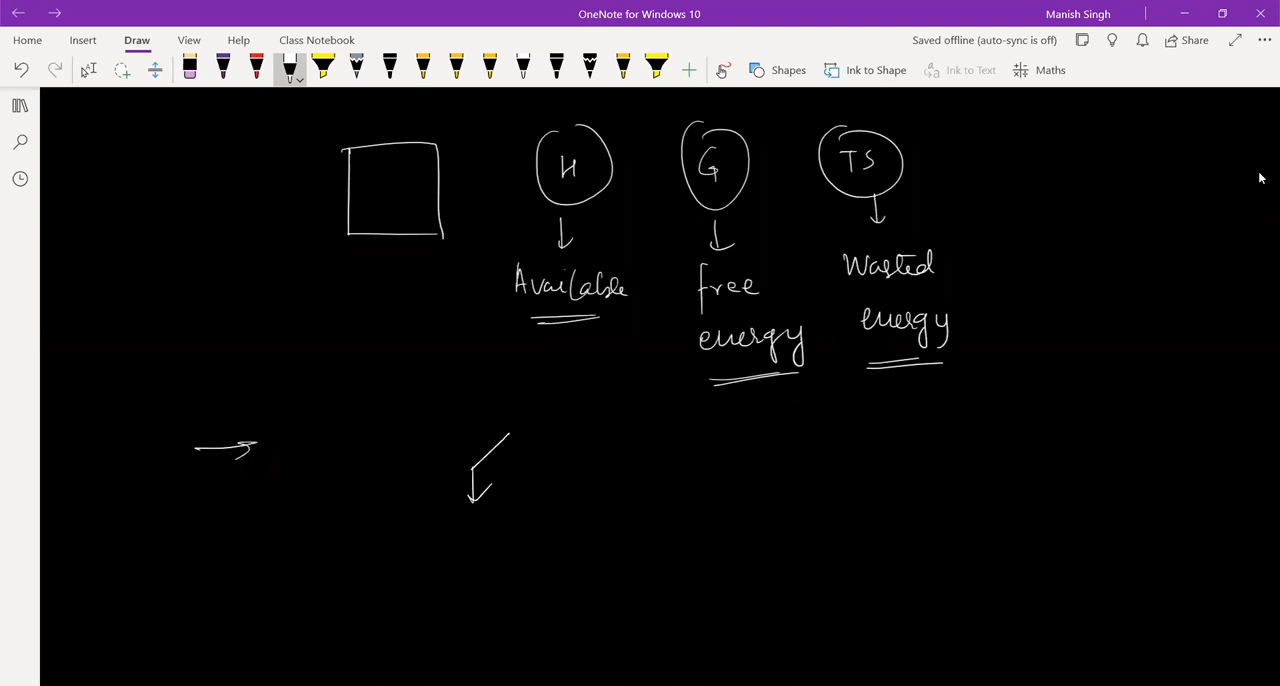 OneNote for Windows 10
Manish Singh
Home Insert Draw View Help Class Notebook
Saved offline (auto-sync is off) Share
Shapes Ink to Shape Ink to Text Maths
H G TS
Available free Wasted
energy energy